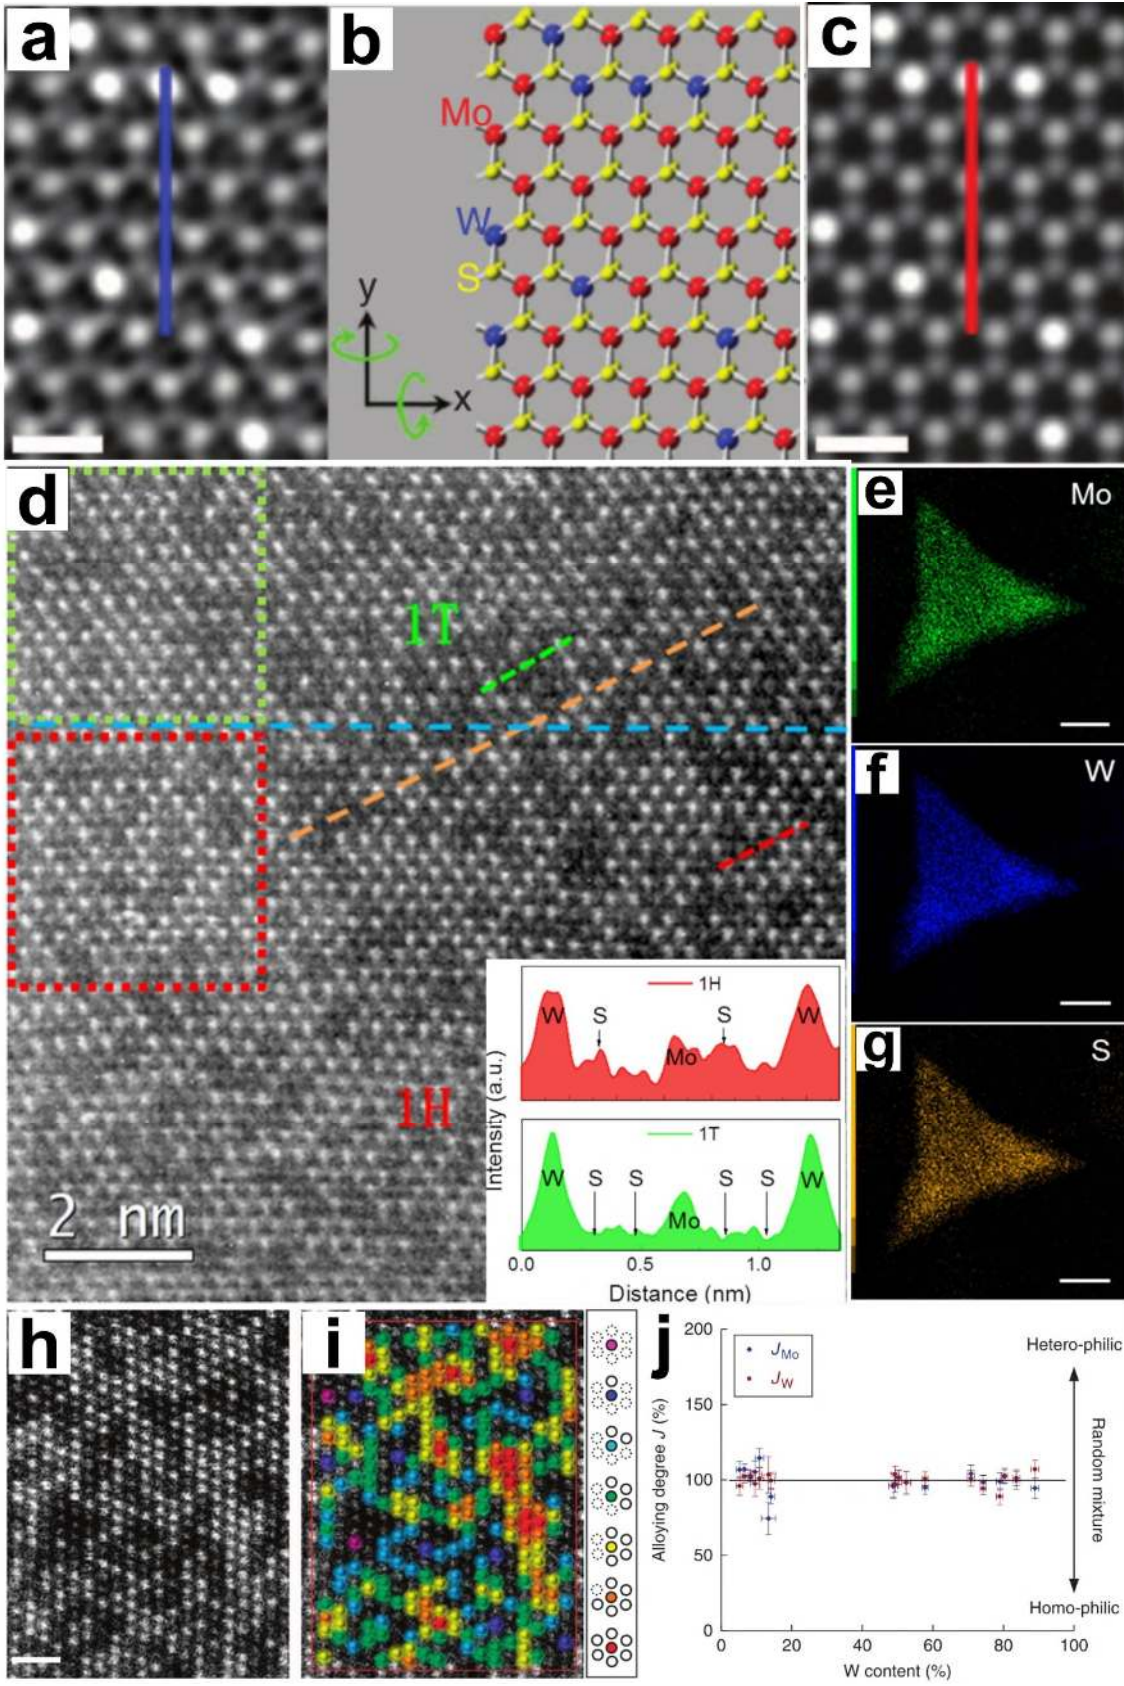 a
b
c
Mo
W
S
y
x
d
1T
1H
2 nm
1H
W
S
Mo
S
W
1T
W
S
S
Mo
S
S
W
Intensity (a.u.)
0.0
0.5
1.0
Distance (nm)
e
Mo
f
W
g
S
h
i
j
200
150
100
50
0
Alloying degree J (%)
J Mo
J W
Hetero-philic
Random mixture
Homo-philic
0
20
40
60
80
100
W content (%)